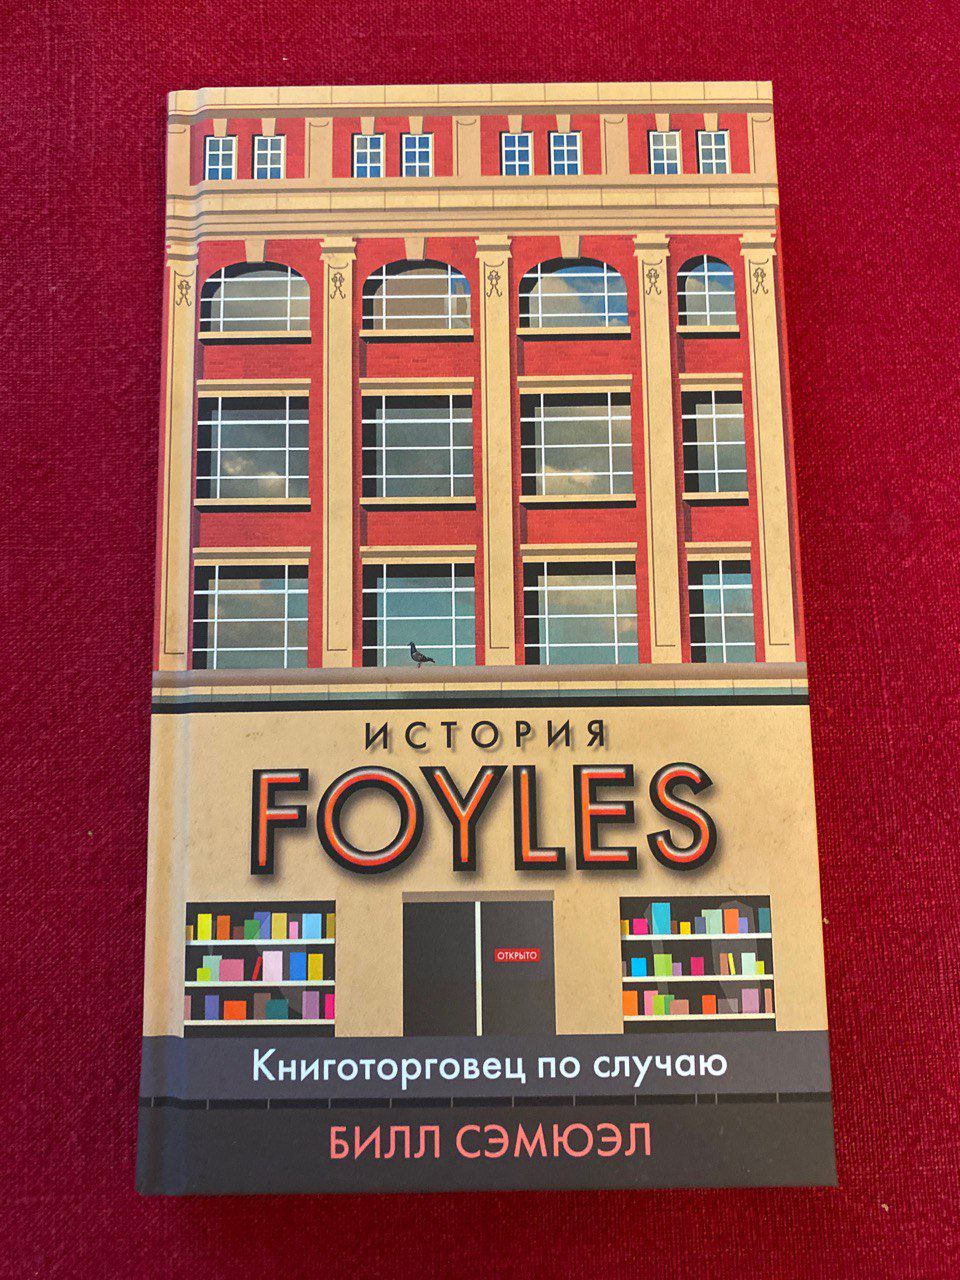 ИСТОРИЯ
FOYLES
ОТКРЫТО
Книготорговец по случаю
БИЛЛ СЭМЮЭЛ